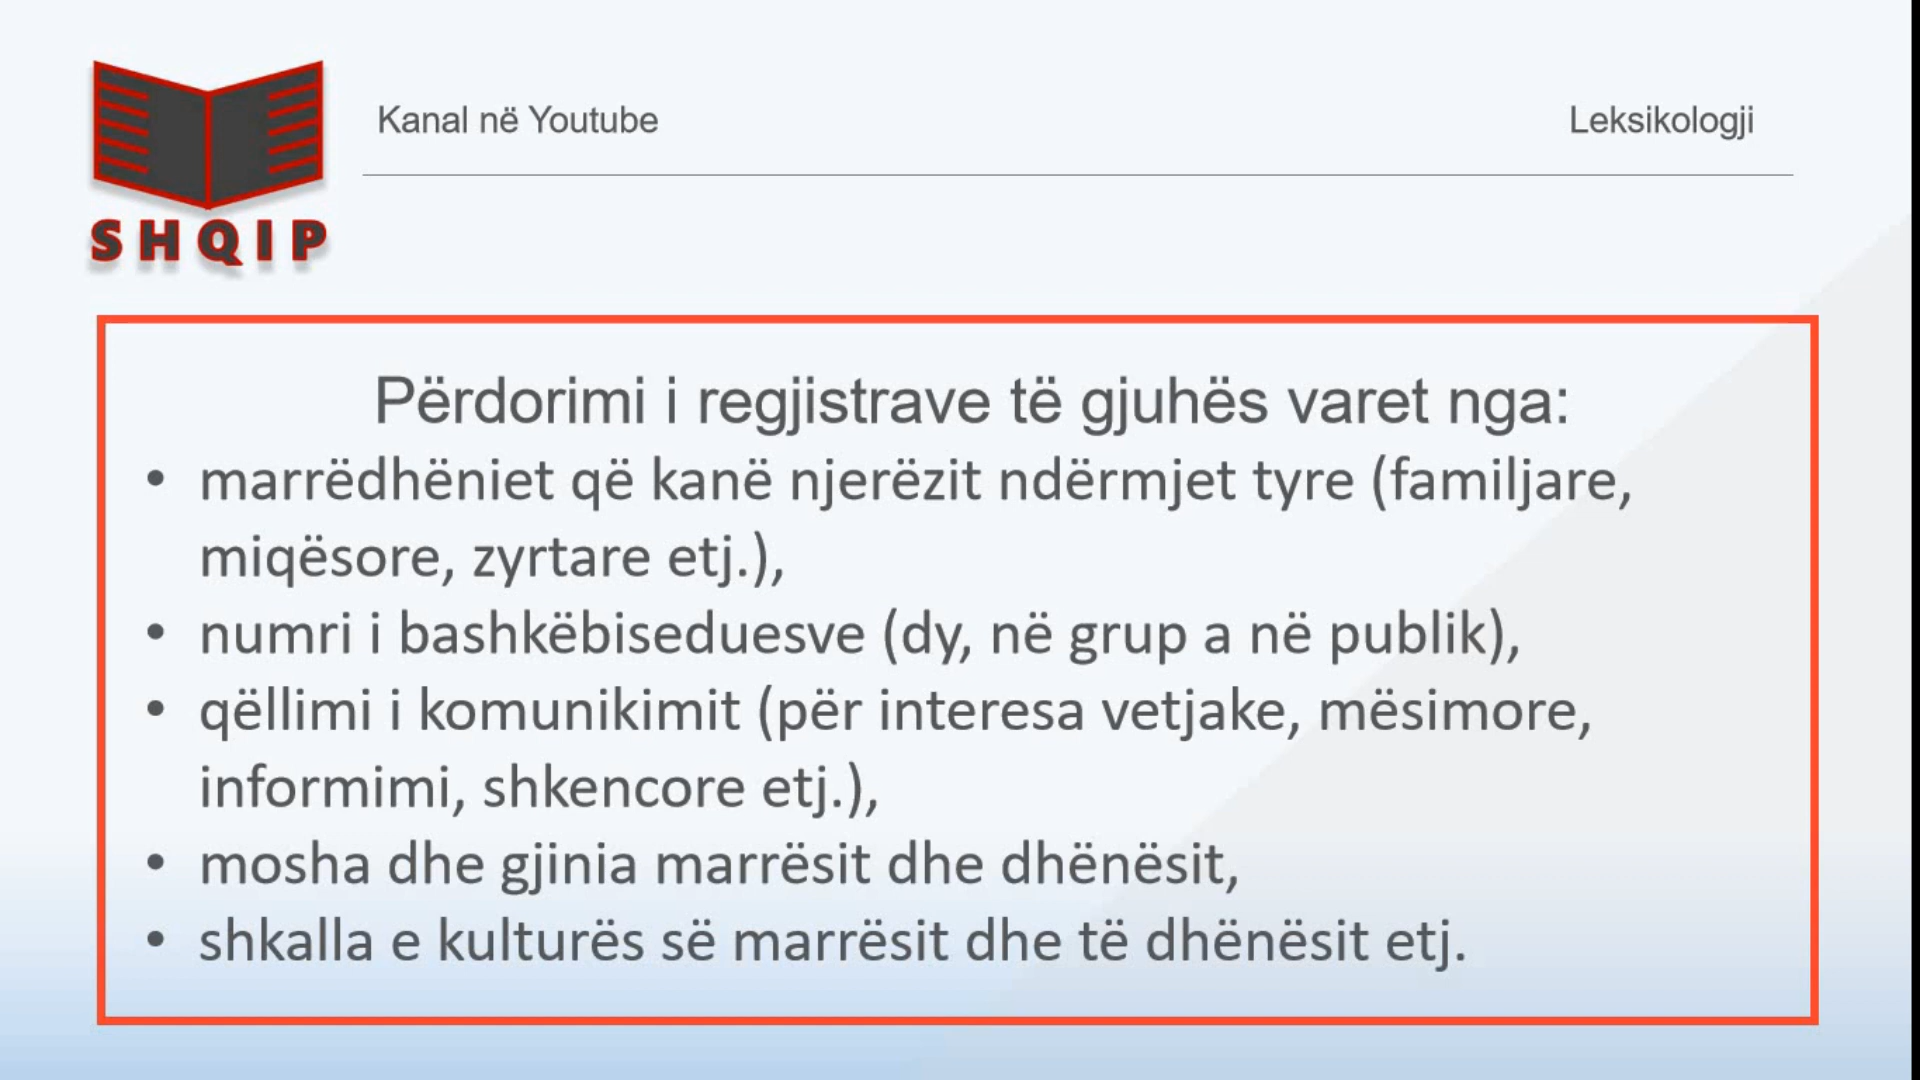 Kanal në Youtube
Leksikologji
SHQIP
Përdorimi i regjistrave të gjuhës varet nga:
• marrëdhëniet që kanë njerëzit ndërmjet tyre (familjare,
miqësore, zyrtare etj.),
• numri i bashkëbiseduesve (dy, në grup a në publik),
• qëllimi i komunikimit (për interesa vetjake, mësimore,
informimi, shkencore etj.),
• mosha dhe gjinia marrësit dhe dhënësit,
• shkalla e kulturës së marrësit dhe të dhënësit etj.